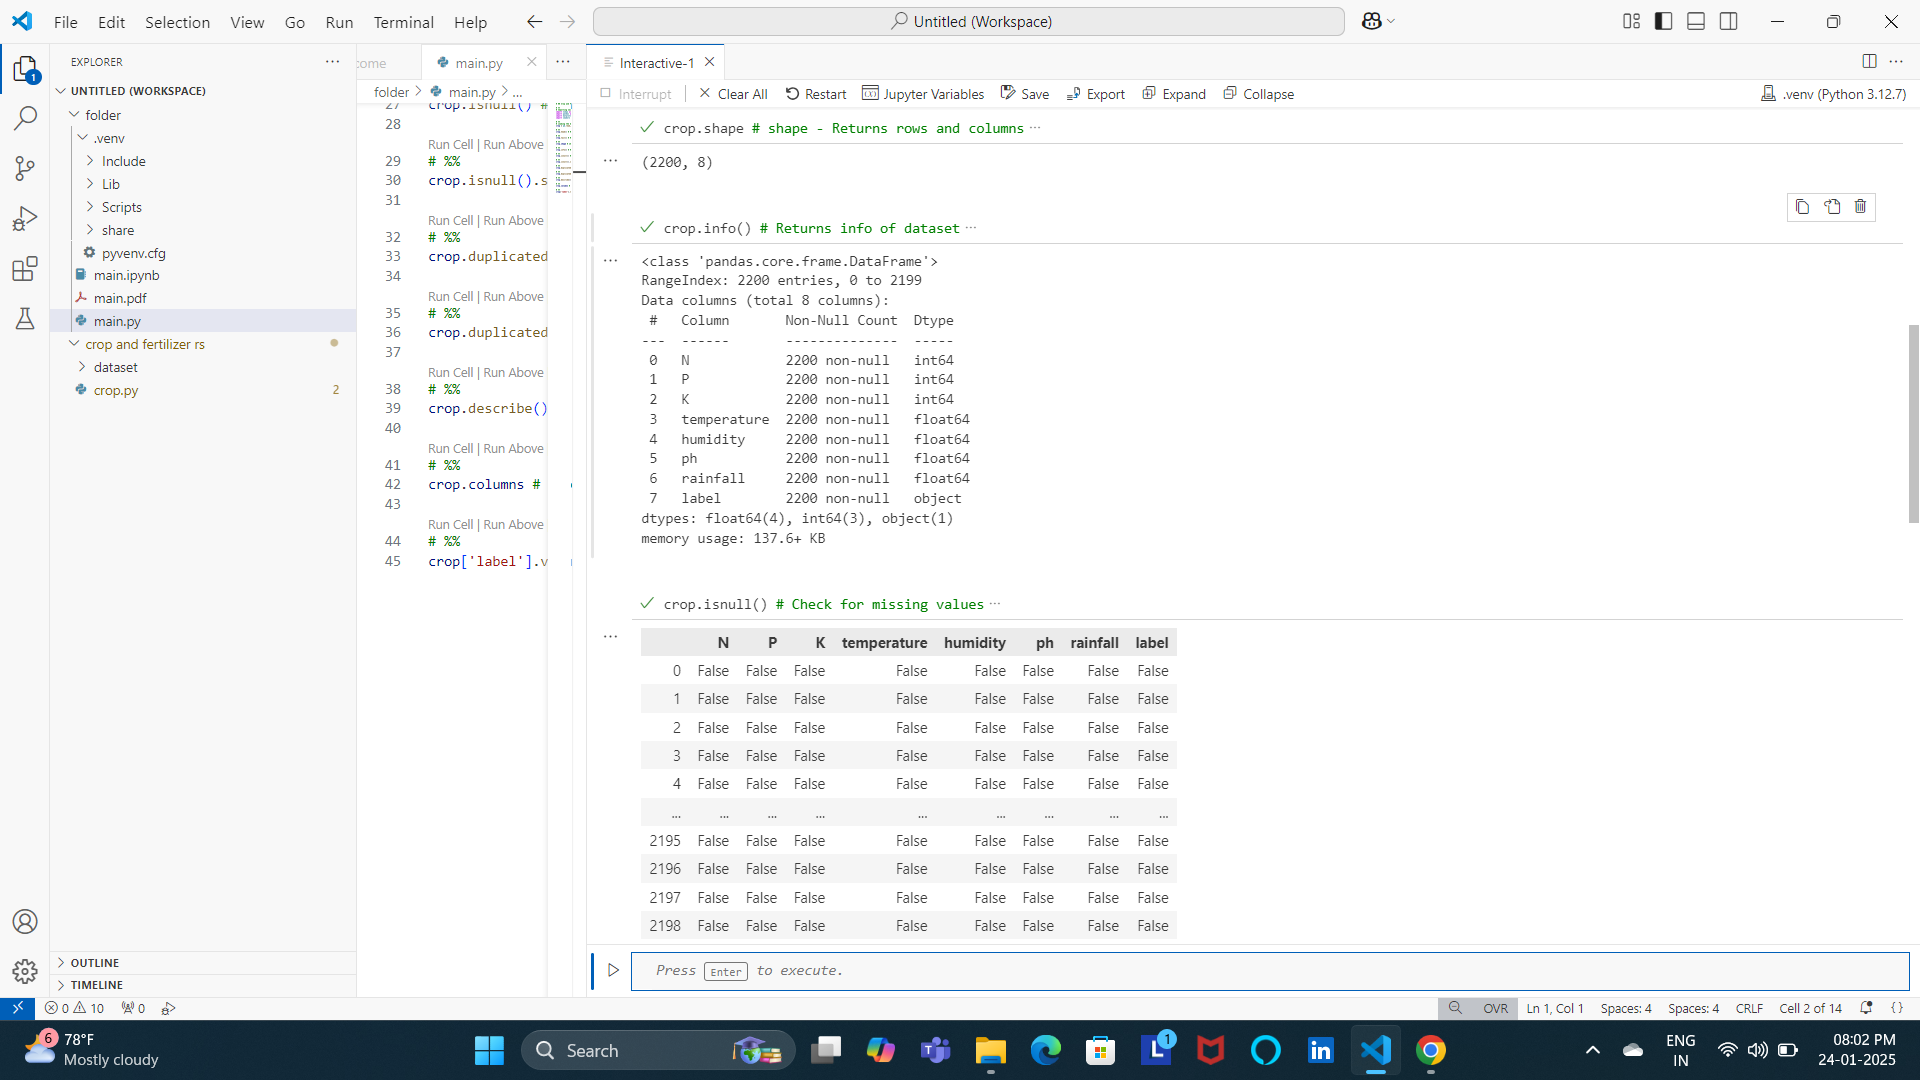 File Edit Selection View Go Run Terminal Help
Untitled (Workspace)
EXPLORER
UNTITLED (WORKSPACE)
folder
.venv
Include
Lib
Scripts
share
pyvenv.cfg
main.ipynb
main.pdf
main.py
crop and fertilizer rs
dataset
crop.py 2
OUTLINE
TIMELINE
ome
main.py
folder > main.py > ...
27 crop.isnull() #
28
Run Cell | Run Above
29 # %%
30 crop.isnull().s
31
Run Cell | Run Above
32 # %%
33 crop.duplicated
34
Run Cell | Run Above
35 # %%
36 crop.duplicated
37
Run Cell | Run Above
38 # %%
39 crop.describe()
40
Run Cell | Run Above
41 # %%
42 crop.columns #
43
Run Cell | Run Above
44 # %%
45 crop['label'].v
Interactive-1
Interrupt | Clear All Restart Jupyter Variables Save Export Expand Collapse .venv (Python 3.12.7)
crop.shape # shape - Returns rows and columns ...
(2200, 8)
crop.info() # Returns info of dataset ...
<class 'pandas.core.frame.DataFrame'>
RangeIndex: 2200 entries, 0 to 2199
Data columns (total 8 columns):
# Column Non-Null Count Dtype
--- ------ -------------- -----
0 N 2200 non-null int64
1 P 2200 non-null int64
2 K 2200 non-null int64
3 temperature 2200 non-null float64
4 humidity 2200 non-null float64
5 ph 2200 non-null float64
6 rainfall 2200 non-null float64
7 label 2200 non-null object
dtypes: float64(4), int64(3), object(1)
memory usage: 137.6+ KB
crop.isnull() # Check for missing values ...
N P K temperature humidity ph rainfall label
0 False False False False False False False False
1 False False False False False False False False
2 False False False False False False False False
3 False False False False False False False False
4 False False False False False False False False
... ... ... ... ... ... ... ... ...
2195 False False False False False False False False
2196 False False False False False False False False
2197 False False False False False False False False
2198 False False False False False False False False
Press Enter to execute.
1
0 10 0
OVR Ln 1, Col 1 Spaces: 4 Spaces: 4 CRLF Cell 2 of 14 {}
6
78°F
Mostly cloudy
Search
L 1
in
ENG
IN
08:02 PM
24-01-2025